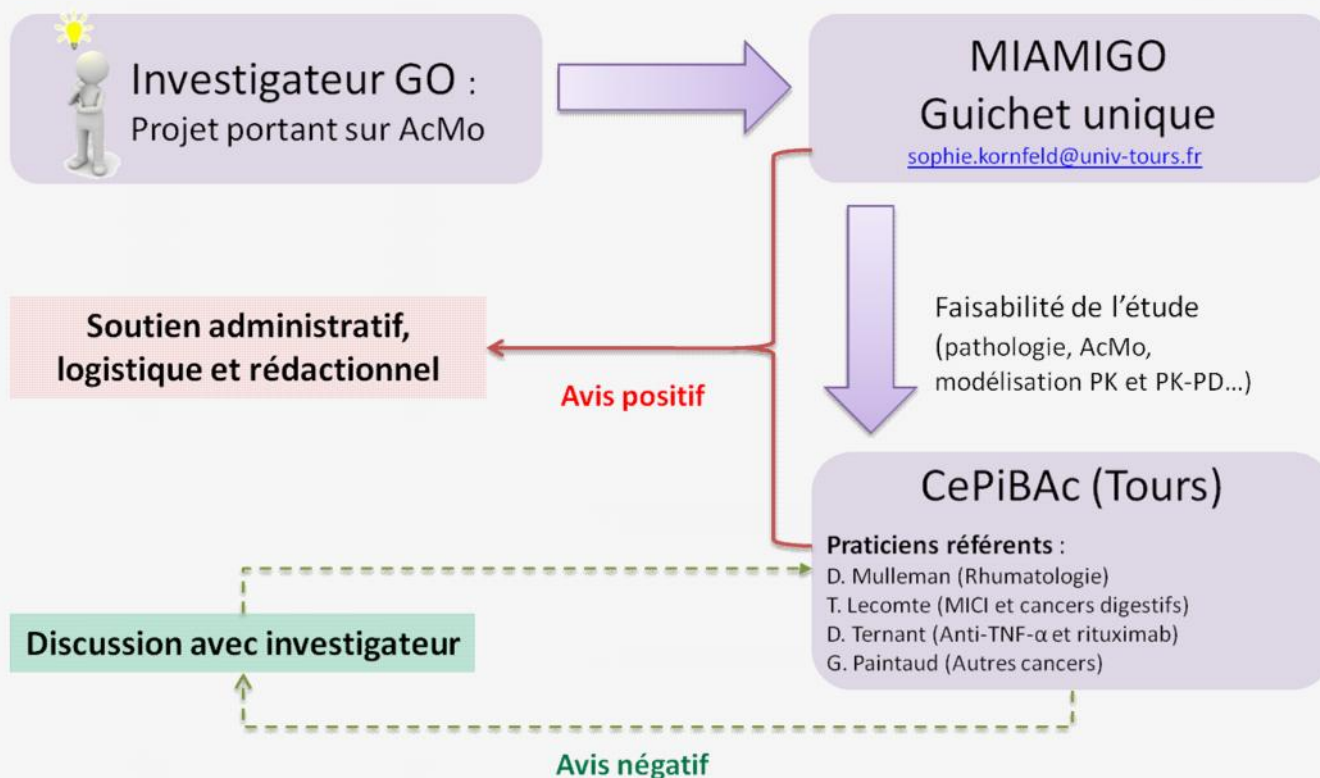 Investigateur GO :
Projet portant sur AcMo
MIAMIGO
Guichet unique
sophie.kornfeld@univ-tours.fr
Soutien administratif,
logistique et rédactionnel
Avis positif
Faisabilité de l’étude
(pathologie, AcMo,
modélisation PK et PK-PD…)
CePiBAc (Tours)
Praticiens référents :
D. Mulleman (Rhumatologie)
T. Lecomte (MICI et cancers digestifs)
D. Ternant (Anti-TNF-α et rituximab)
G. Paintaud (Autres cancers)
Discussion avec investigateur
Avis négatif